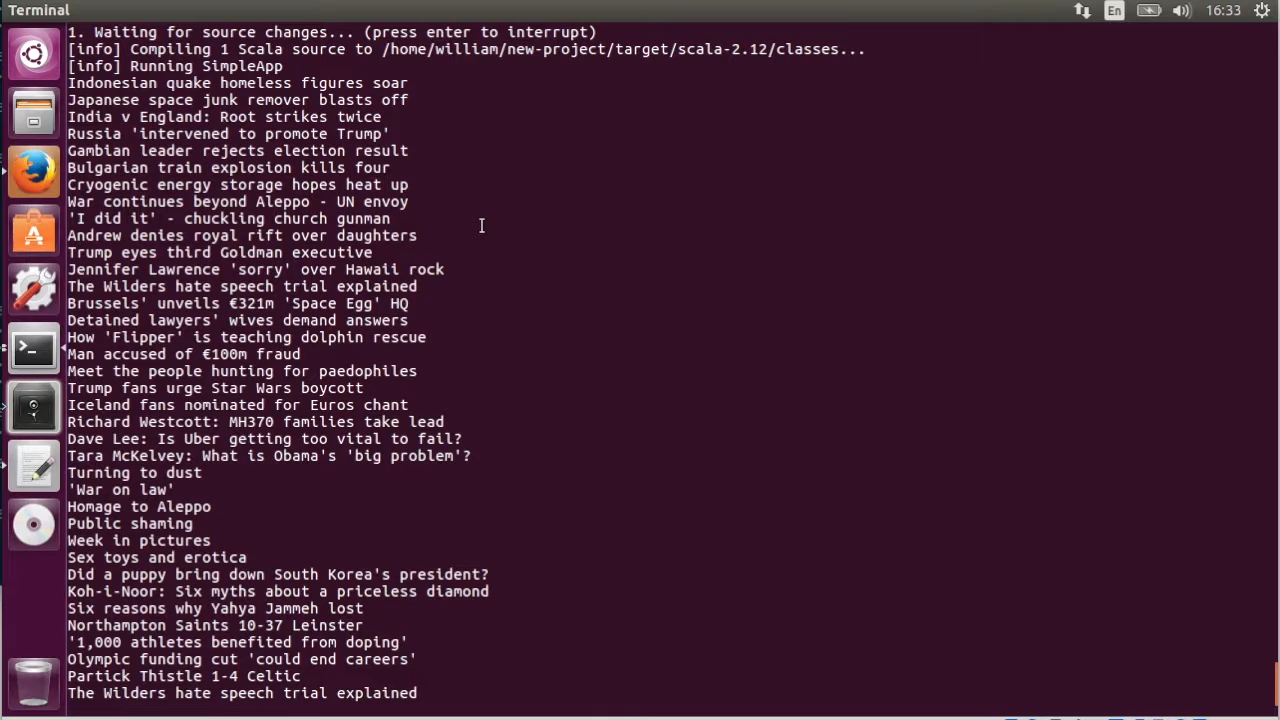 Terminal
En
16:33
1. Waiting for source changes... (press enter to interrupt)
[info] Compiling 1 Scala source to /home/william/new-project/target/scala-2.12/classes...
[info] Running SimpleApp
Indonesian quake homeless figures soar
Japanese space junk remover blasts off
India v England: Root strikes twice
Russia 'intervened to promote Trump'
Gambian leader rejects election result
Bulgarian train explosion kills four
Cryogenic energy storage hopes heat up
War continues beyond Aleppo - UN envoy
'I did it' - chuckling church gunman
Andrew denies royal rift over daughters
Trump eyes third Goldman executive
Jennifer Lawrence 'sorry' over Hawaii rock
The Wilders hate speech trial explained
Brussels' unveils €321m 'Space Egg' HQ
Detained lawyers' wives demand answers
How 'Flipper' is teaching dolphin rescue
Man accused of €100m fraud
Meet the people hunting for paedophiles
Trump fans urge Star Wars boycott
Iceland fans nominated for Euros chant
Richard Westcott: MH370 families take lead
Dave Lee: Is Uber getting too vital to fail?
Tara McKelvey: What is Obama's 'big problem'?
Turning to dust
'War on law'
Homage to Aleppo
Public shaming
Week in pictures
Sex toys and erotica
Did a puppy bring down South Korea's president?
Koh-i-Noor: Six myths about a priceless diamond
Six reasons why Yahya Jammeh lost
Northampton Saints 10-37 Leinster
'1,000 athletes benefited from doping'
Olympic funding cut 'could end careers'
Partick Thistle 1-4 Celtic
The Wilders hate speech trial explained